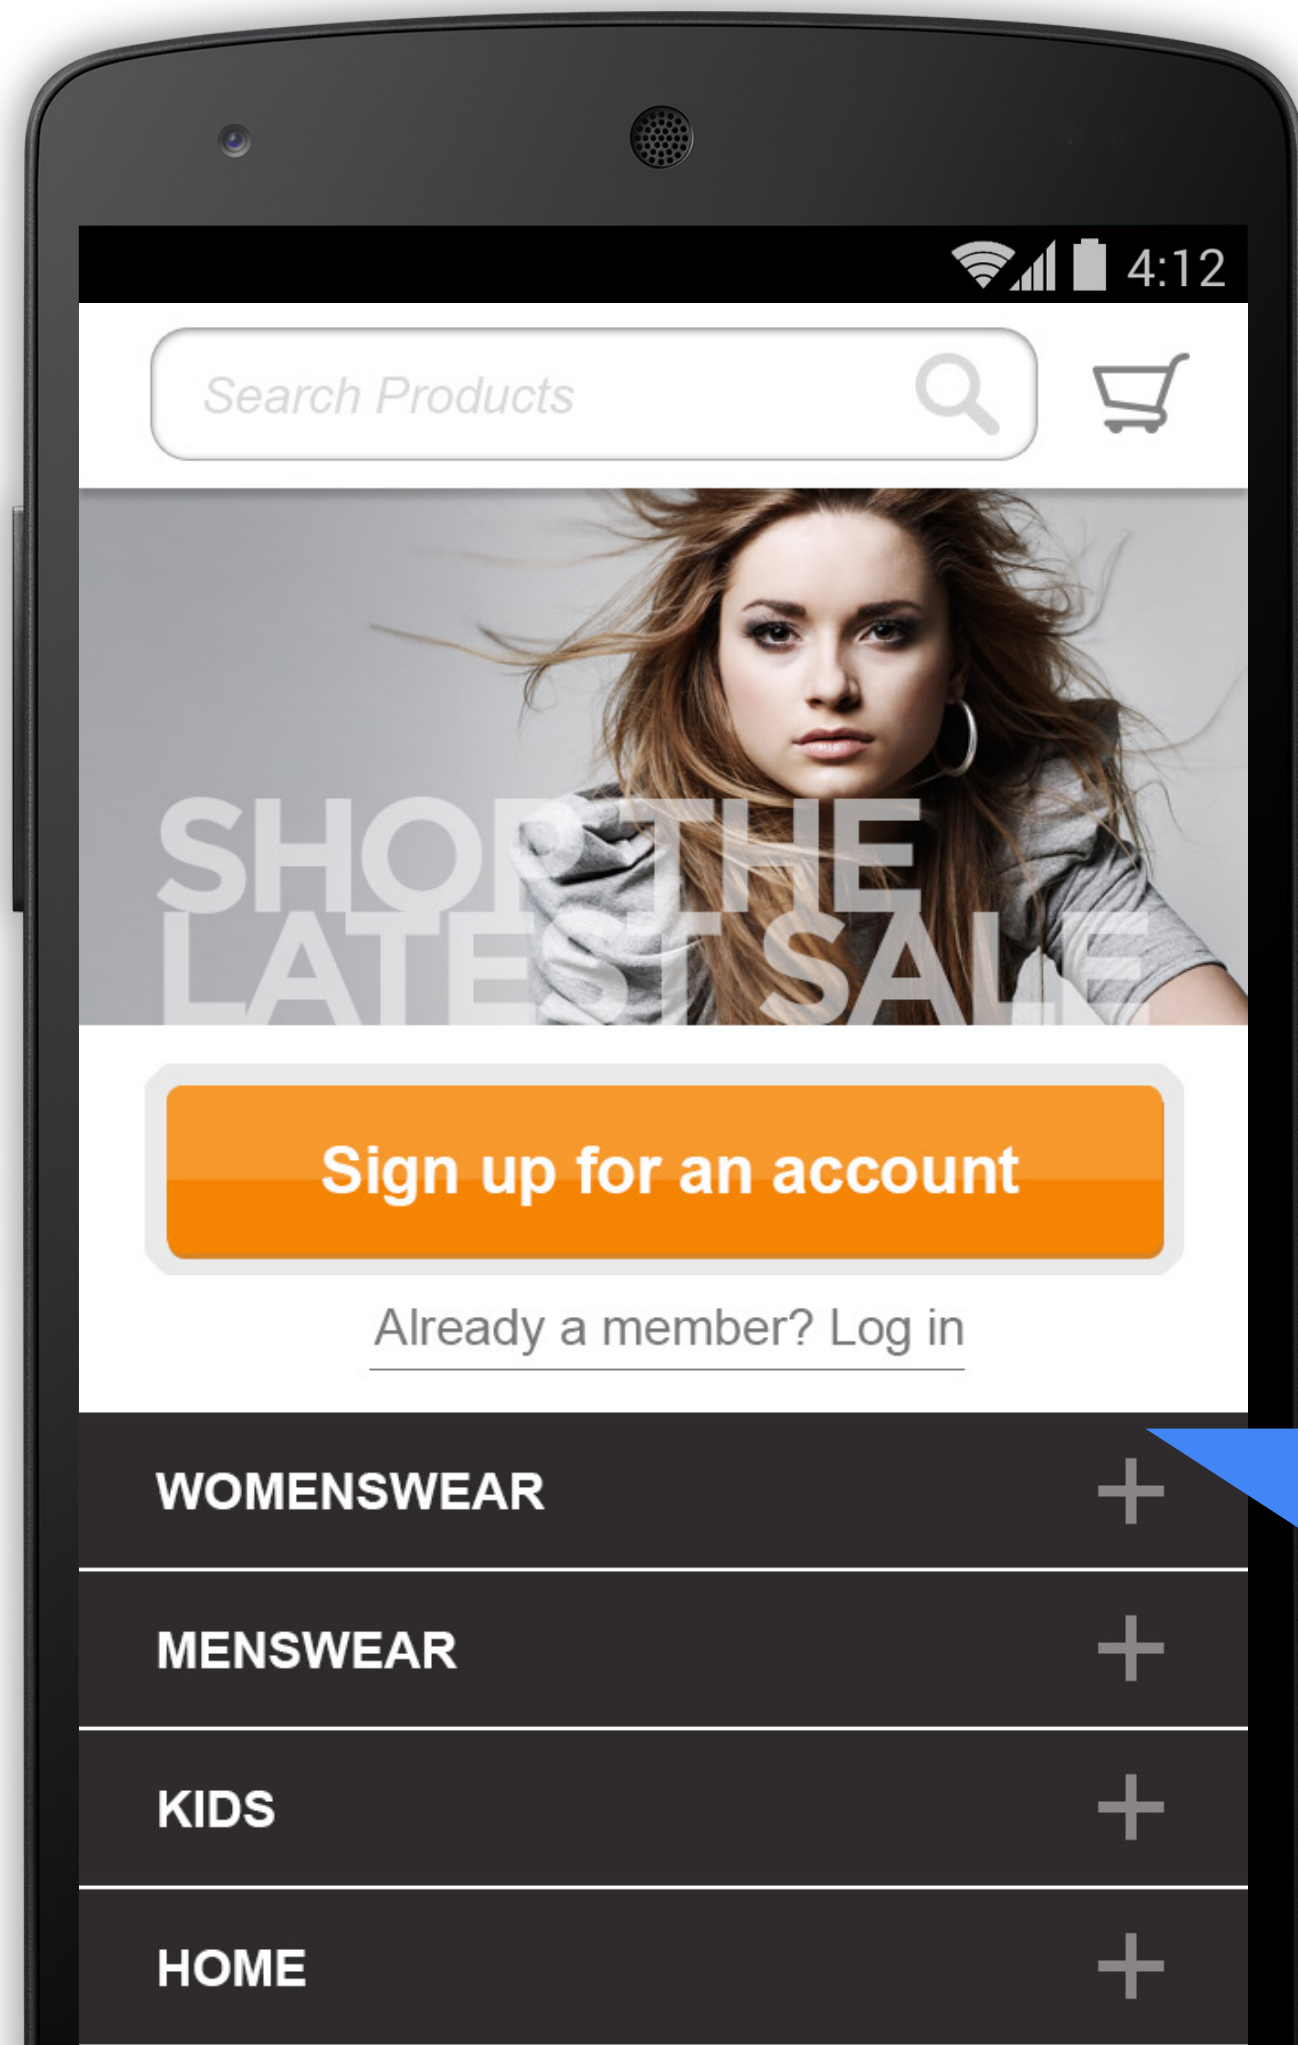 4:12
Search Products
SHOP THE
LATEST SALE
Sign up for an account
Already a member? Log in
WOMENSWEAR
MENSWEAR
KIDS
HOME